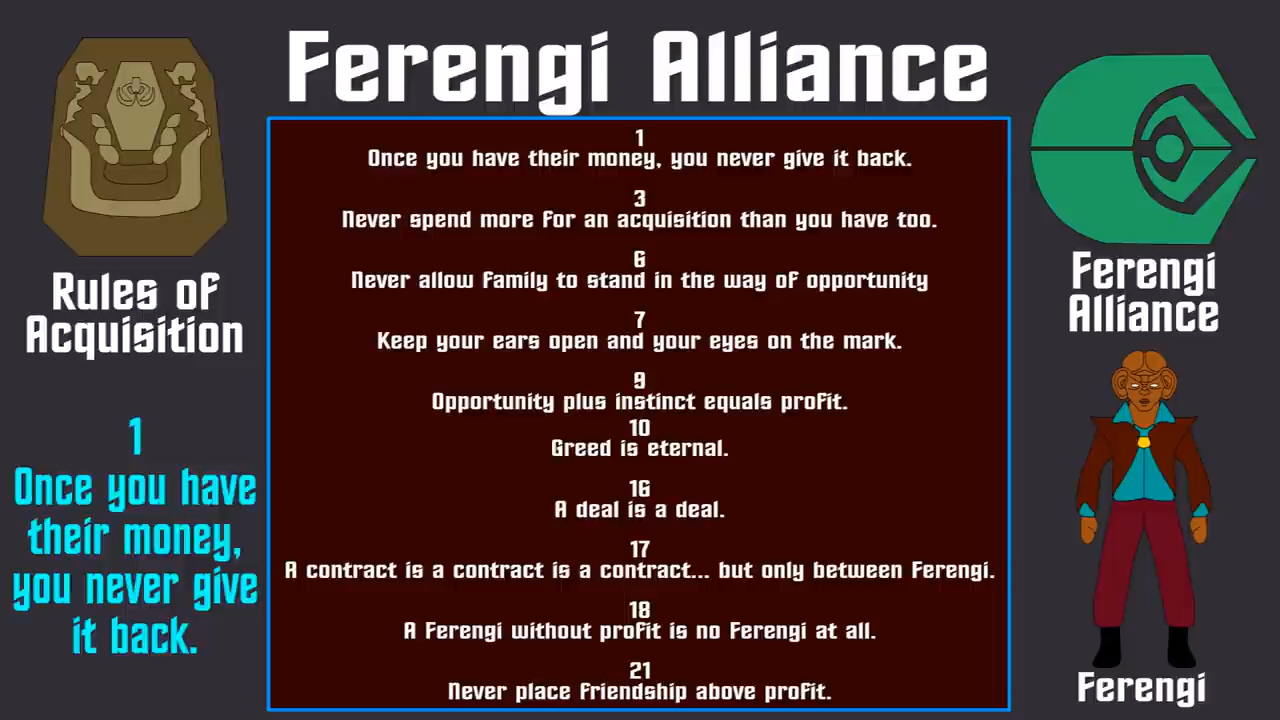 Ferengi Alliance
1
Once you have their money, you never give it back.
3
Never spend more for an acquisition than you have too.
6
Never allow family to stand in the way of opportunity
7
Keep your ears open and your eyes on the mark.
9
Opportunity plus instinct equals profit.
10
Greed is eternal.
16
A deal is a deal.
17
A contract is a contract is a contract... but only between Ferengi.
18
A Ferengi without profit is no Ferengi at all.
21
Never place friendship above profit.
Rules of
Acquisition
1
Once you have
their money,
you never give
it back.
Ferengi
Alliance
Ferengi